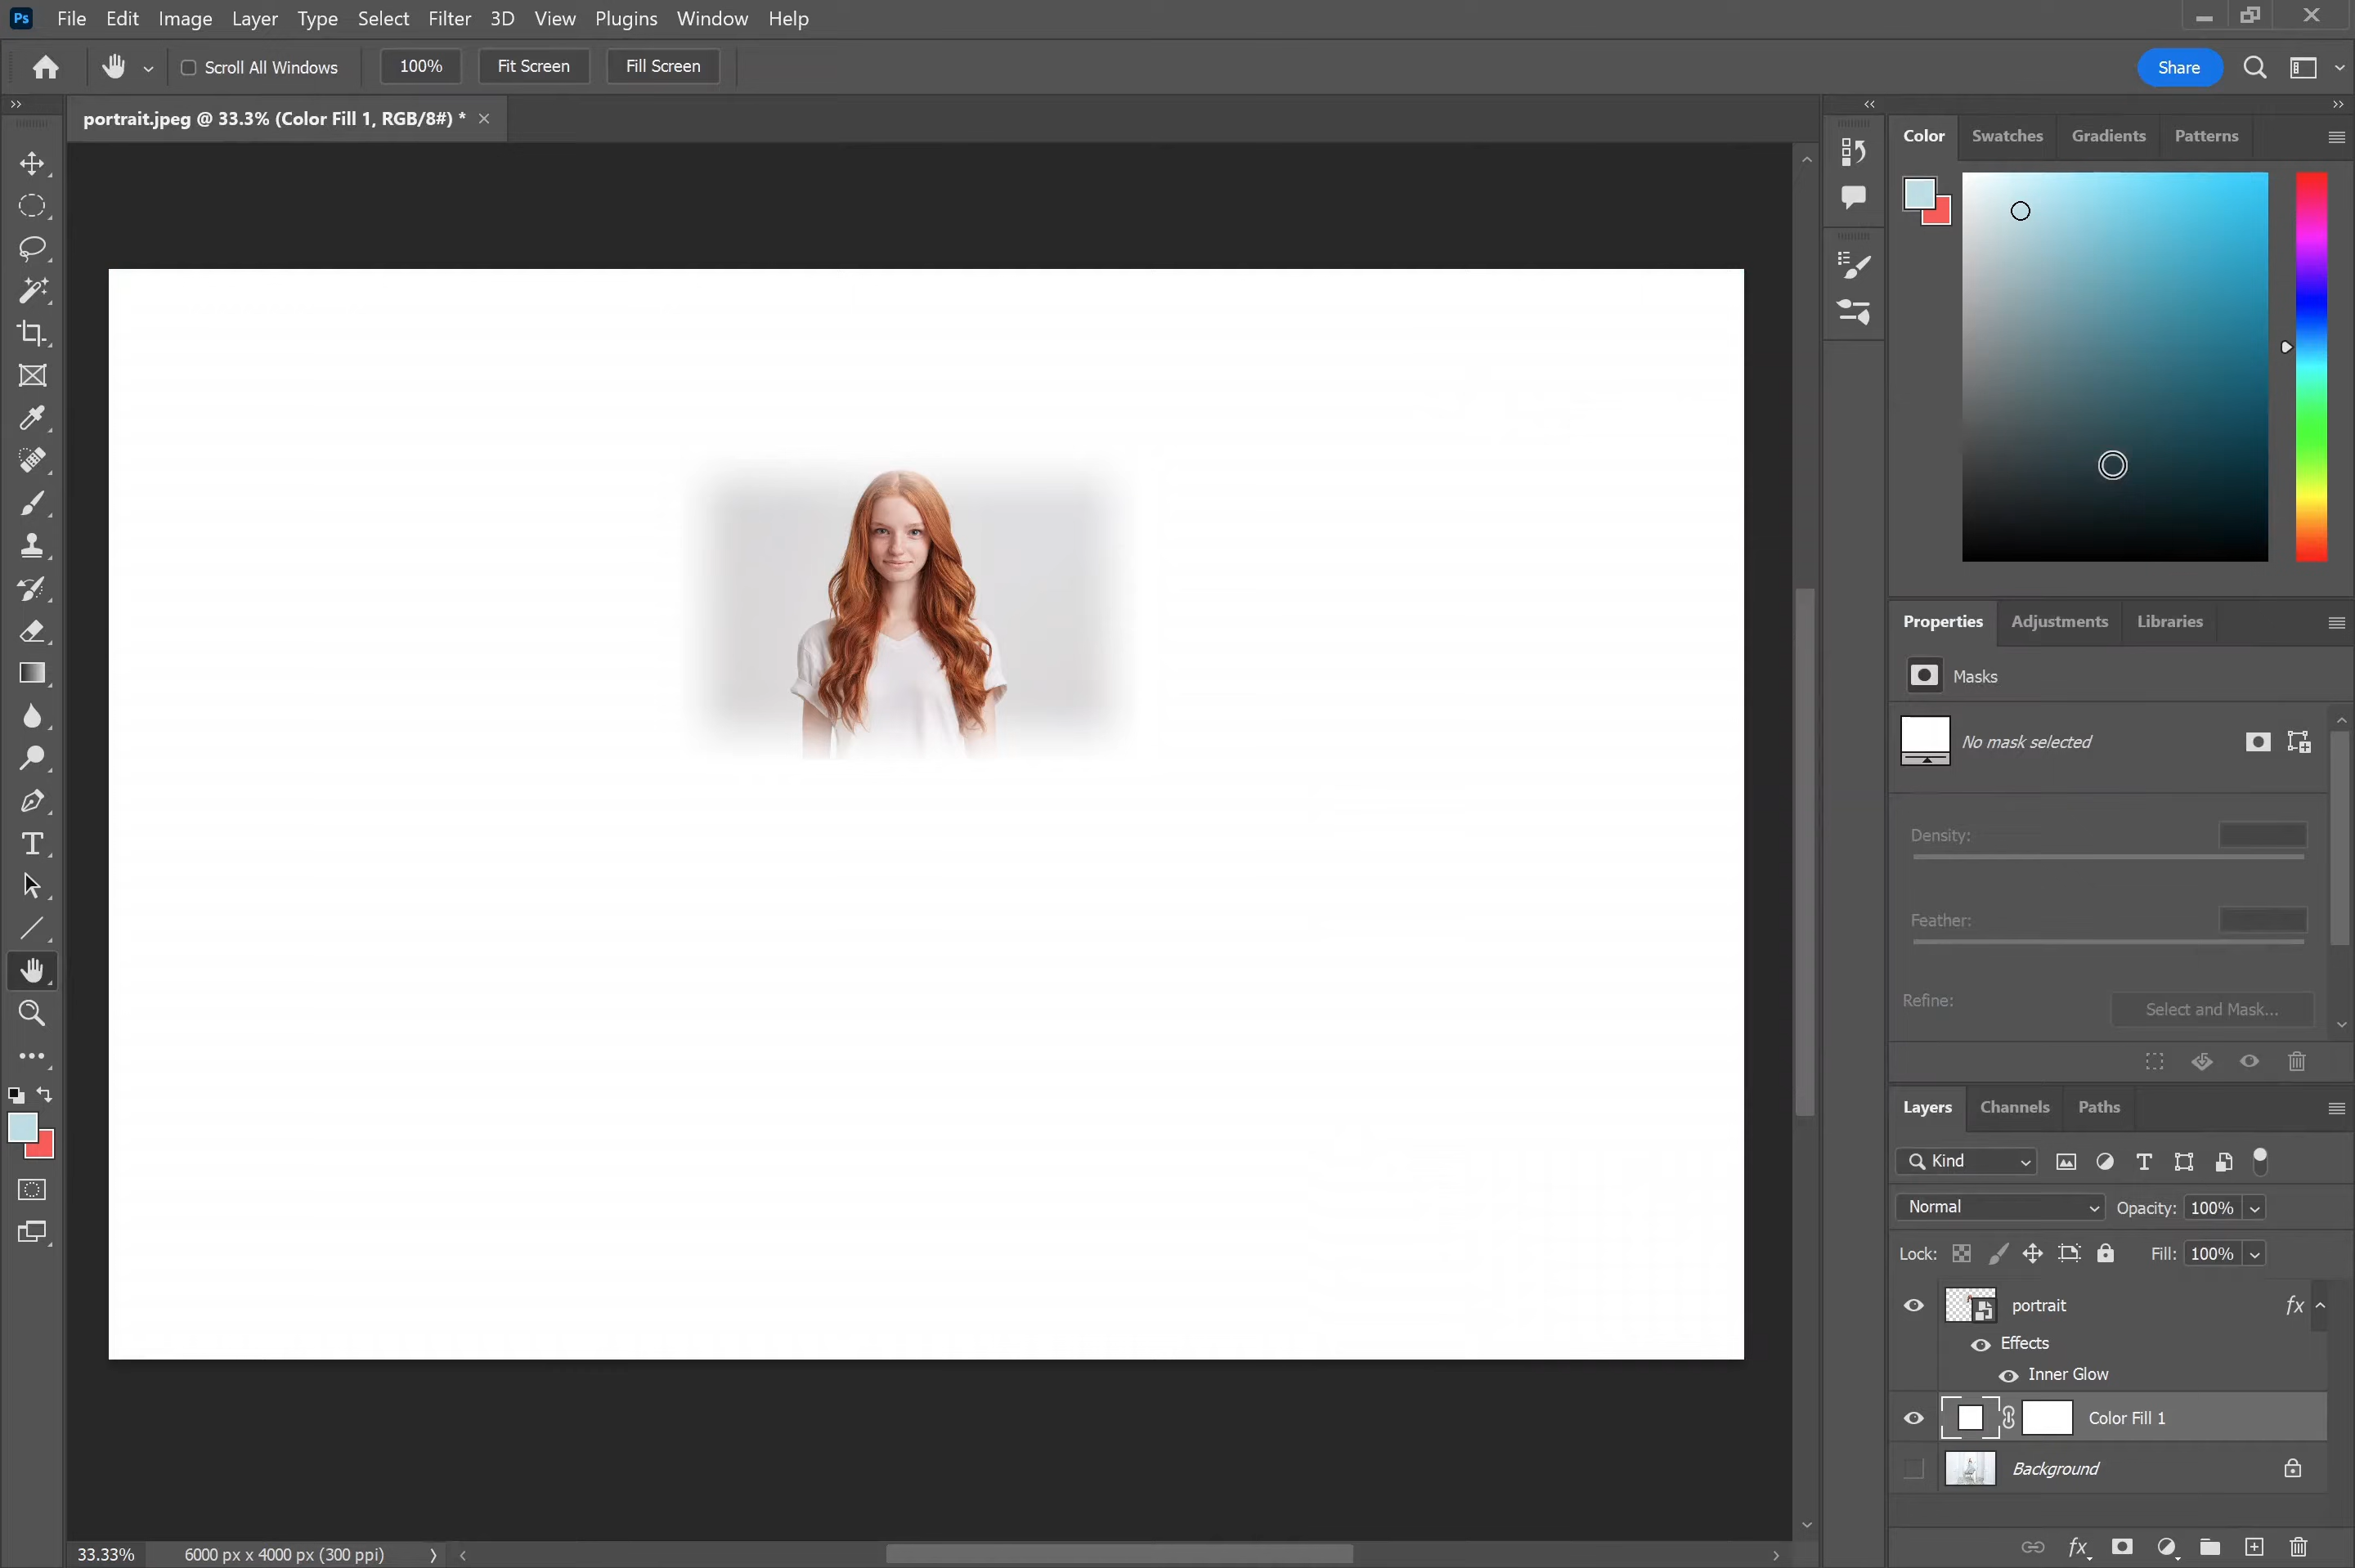 Ps File Edit Image Layer Type Select Filter 3D View Plugins Window Help
Scroll All Windows 100% Fit Screen Fill Screen Share
portrait.jpeg @ 33.3% (Color Fill 1, RGB/8#) *
Color Swatches Gradients Patterns
Properties Adjustments Libraries
Masks
No mask selected
Density:
Feather:
Refine: Select and Mask...
Layers Channels Paths
Kind
Normal Opacity: 100%
Lock: Fill: 100%
portrait fx
Effects
Inner Glow
Color Fill 1
Background
33.33% 6000 px x 4000 px (300 ppi)
fx